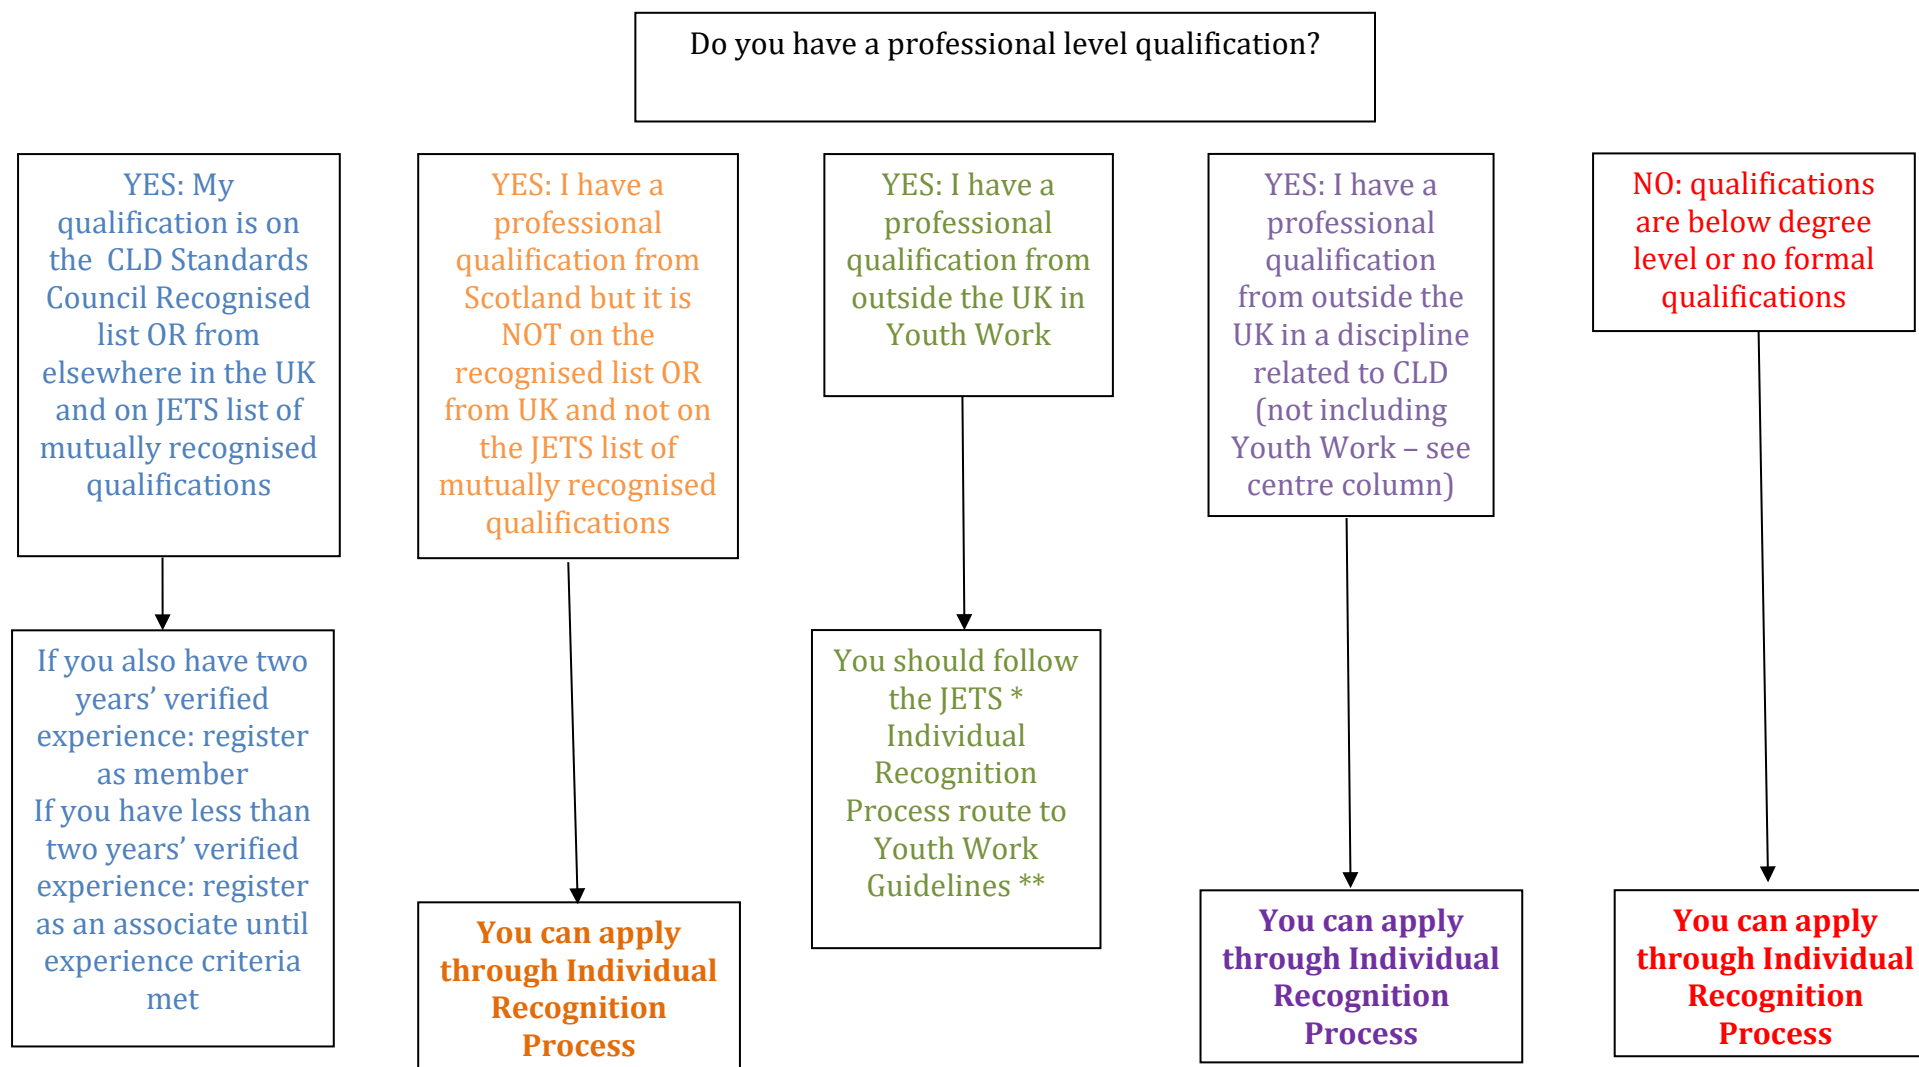 Do you have a professional level qualification?
YES: My
qualification is on
the CLD Standards
Council Recognised
list OR from
elsewhere in the UK
and on JETS list of
mutually recognised
qualifications
YES: I have a
professional
qualification from
Scotland but it is
NOT on the
recognised list OR
from UK and not on
the JETS list of
mutually recognised
qualifications
YES: I have a
professional
qualification from
outside the UK in
Youth Work
YES: I have a
professional
qualification
from outside the
UK in a discipline
related to CLD
(not including
Youth Work – see
centre column)
NO: qualifications
are below degree
level or no formal
qualifications
If you also have two
years’ verified
experience: register
as member
If you have less than
two years’ verified
experience: register
as an associate until
experience criteria
met
You can apply
through Individual
Recognition
Process
You should follow
the JETS *
Individual
Recognition
Process route to
Youth Work
Guidelines **
You can apply
through Individual
Recognition
Process
You can apply
through Individual
Recognition
Process